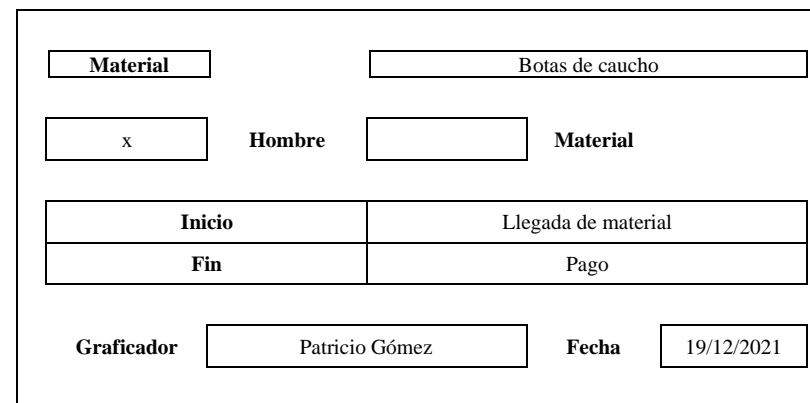 Material Botas de caucho
x Hombre Material
Inicio Llegada de material
Fin Pago
Graficador Patricio Gómez Fecha 19/12/2021